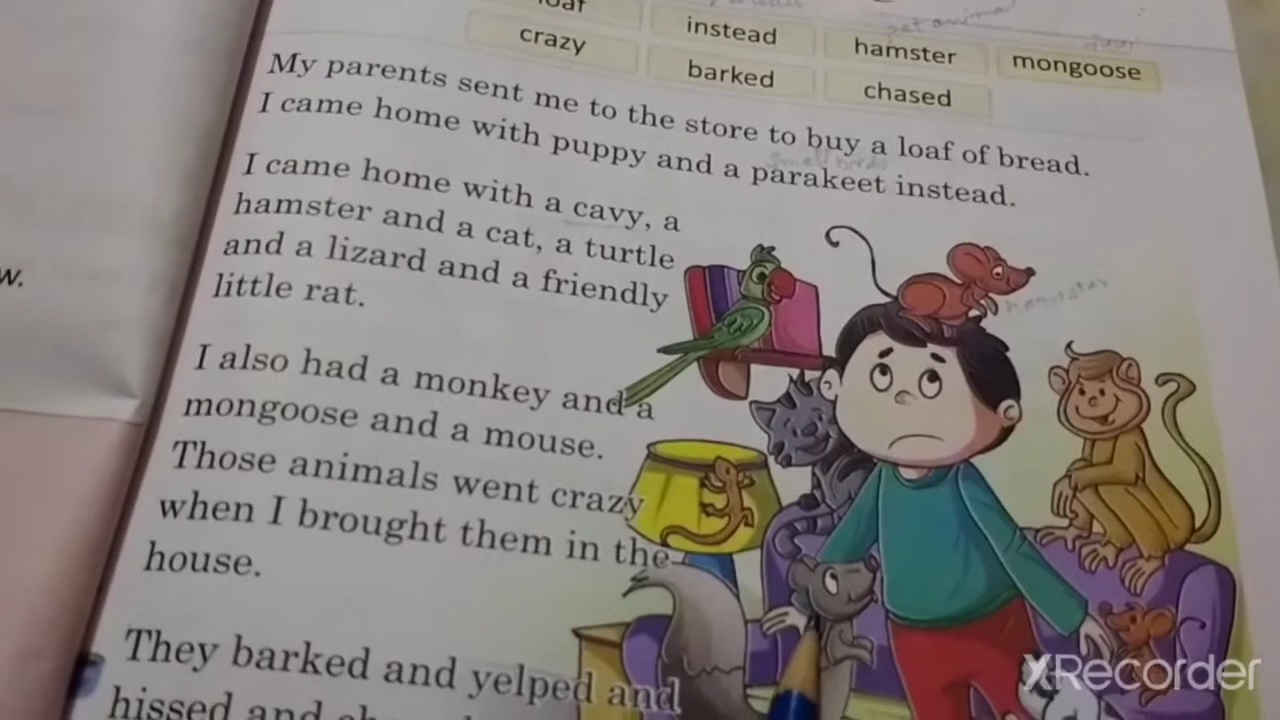 loaf
instead
hamster
mongoose
crazy
barked
chased
My parents sent me to the store to buy a loaf of bread.
I came home with puppy and a parakeet instead.
I came home with a cavy, a
hamster and a cat, a turtle
and a lizard and a friendly
little rat.
I also had a monkey and a
mongoose and a mouse.
Those animals went crazy
when I brought them in the
house.
They barked and yelped and
hissed and
w.
XRecorder